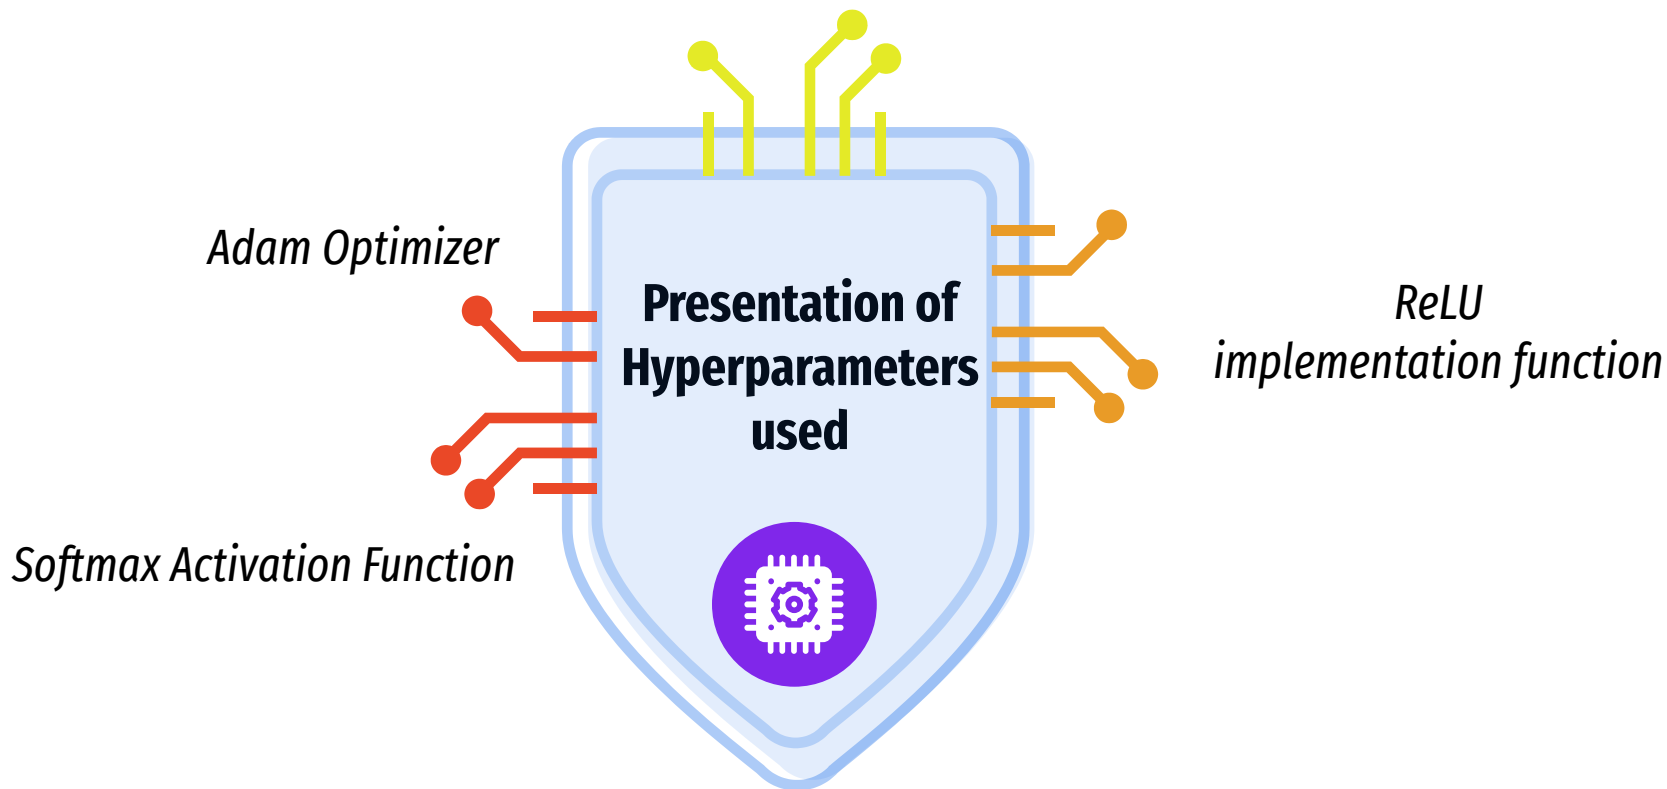 Adam Optimizer
Presentation of
Hyperparameters
used
ReLU
implementation function
Softmax Activation Function